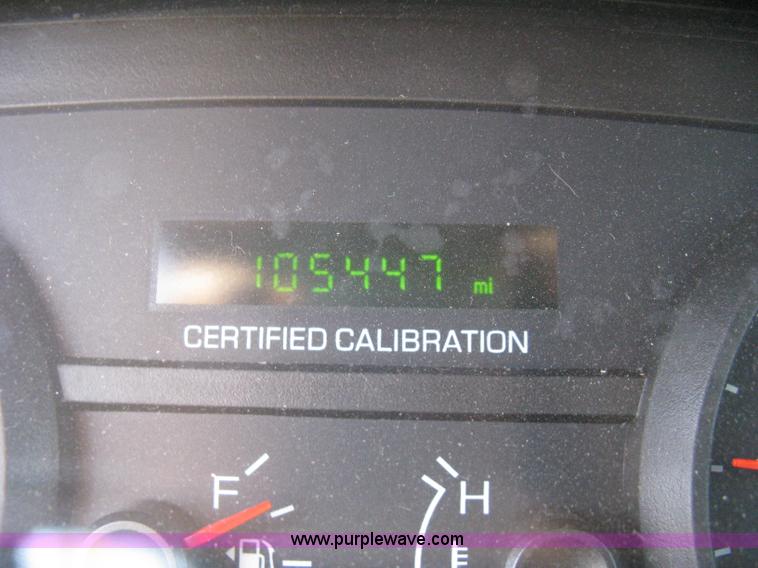 105447 mi
CERTIFIED CALIBRATION
F
H
www.purplewave.com